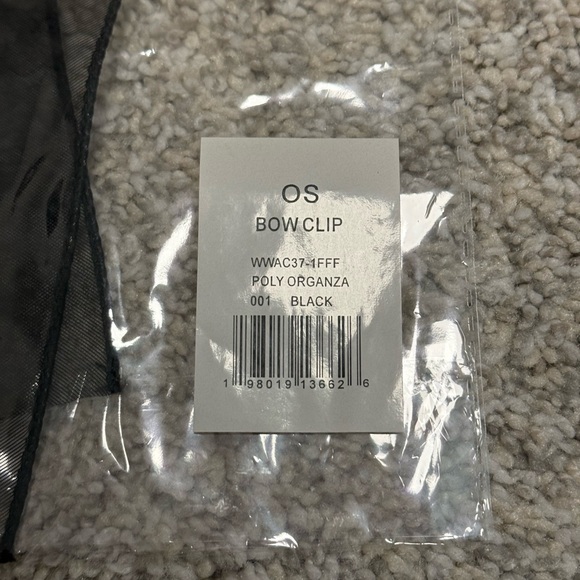 OS
BOW CLIP
WWAC37-1FFF
POLY ORGANZA
001 BLACK
1 98019 13662 6